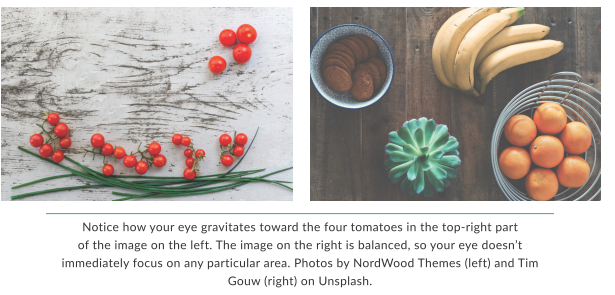 Notice how your eye gravitates toward the four tomatoes in the top-right part
of the image on the left. The image on the right is balanced, so your eye doesn't
immediately focus on any particular area. Photos by NordWood Themes (left) and Tim
Gouw (right) on Unsplash.